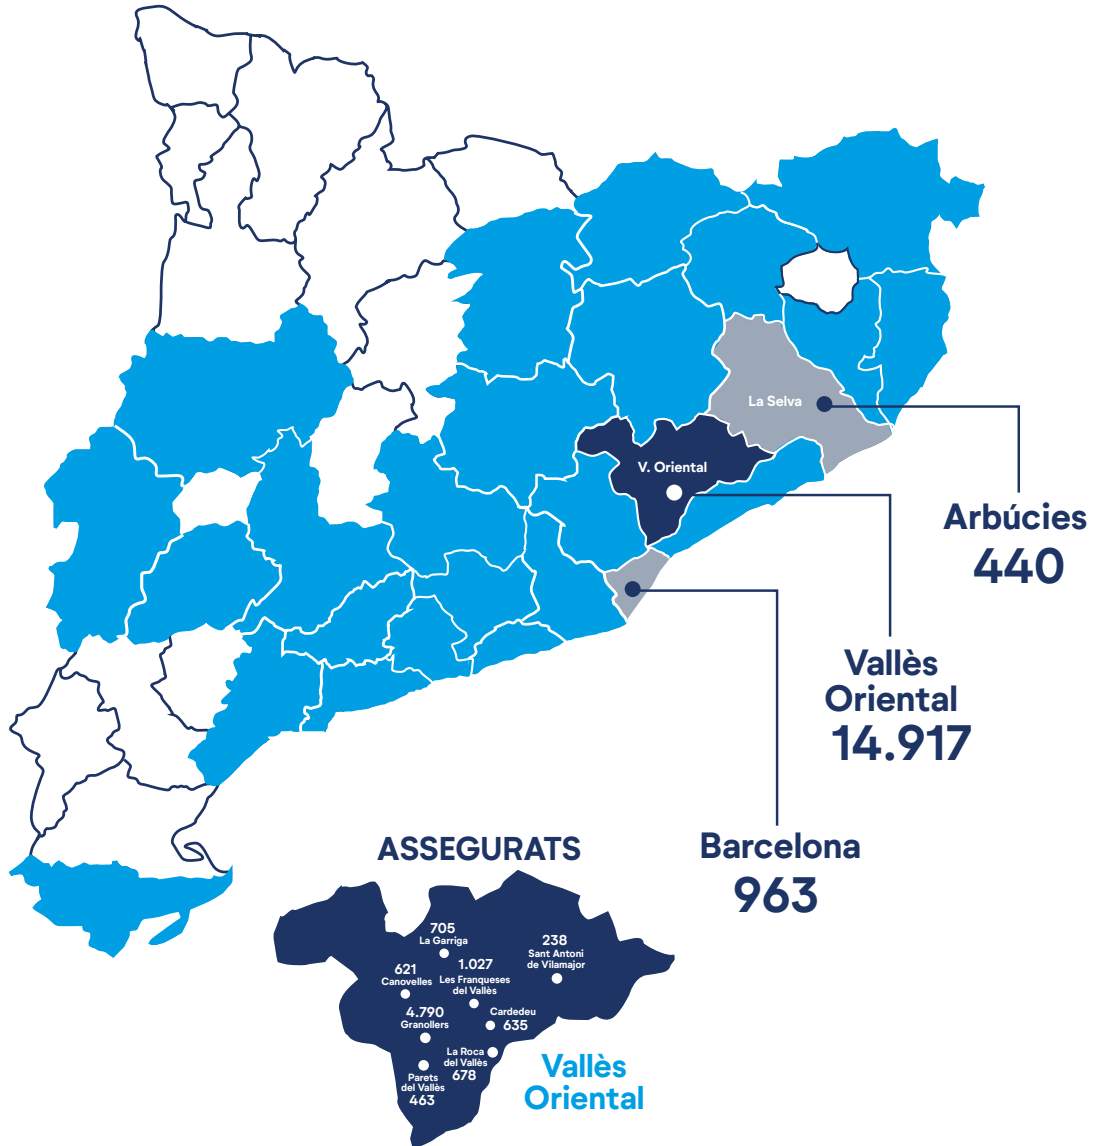 La Selva
V. Oriental
Arbúcies
440
Vallès
Oriental
14.917
Barcelona
963
ASSEGURATS
705
La Garriga
238
Sant Antoni
de Vilamajor
1.027
Les Franqueses
del Vallès
621
Canovelles
4.790
Granollers
Cardedeu
635
La Roca
del Vallès
678
Parets
del Vallès
463
Vallès
Oriental